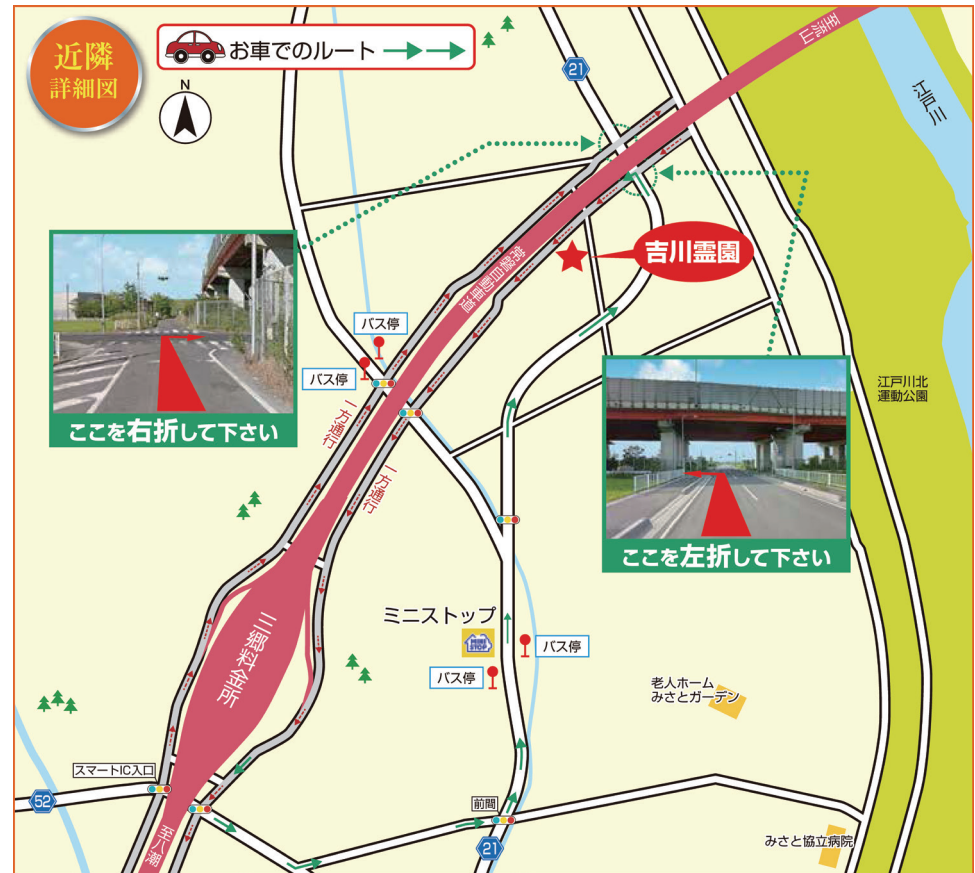 近隣
詳細図
お車でのルート
N
21
至流山
江戸川
吉川霊園
常磐自動車道
バス停
バス停
ここを右折して下さい
一方通行
一方通行
江戸川北
運動公園
ここを左折して下さい
三郷料金所
ミニストップ
MINI
STOP
バス停
バス停
老人ホーム
みさとガーデン
スマートIC入口
52
前間
至八潮
21
みさと協立病院